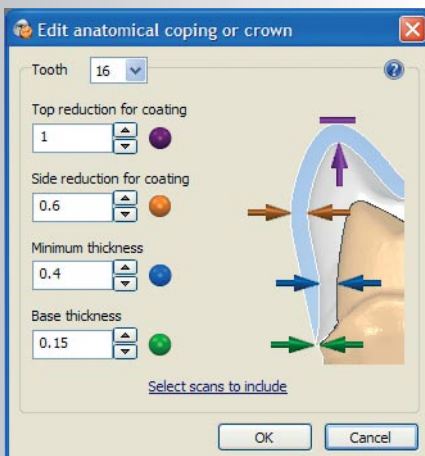 Edit anatomical coping or crown
Tooth 16
Top reduction for coating
1
Side reduction for coating
0.6
Minimum thickness
0.4
Base thickness
0.15
Select scans to include
OK Cancel